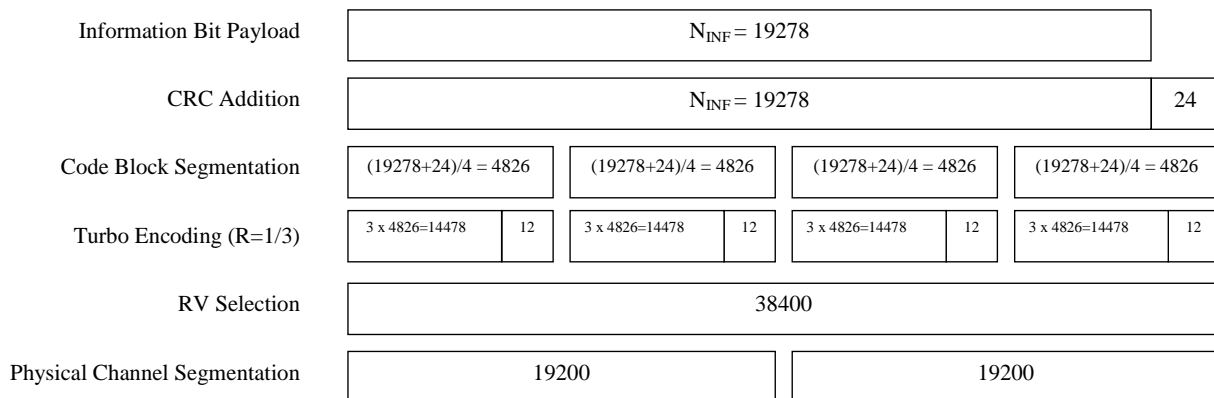 Information Bit Payload
N_INF = 19278
CRC Addition
N_INF = 19278
24
Code Block Segmentation
(19278+24)/4 = 4826
(19278+24)/4 = 4826
(19278+24)/4 = 4826
(19278+24)/4 = 4826
Turbo Encoding (R=1/3)
3 x 4826=14478
12
3 x 4826=14478
12
3 x 4826=14478
12
3 x 4826=14478
12
RV Selection
38400
Physical Channel Segmentation
19200
19200